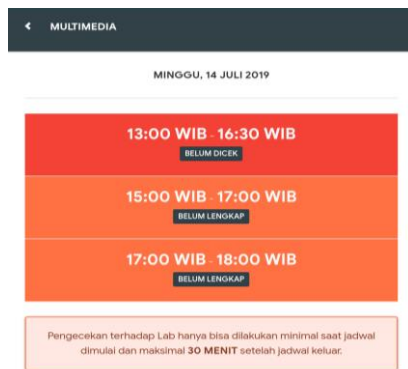 MULTIMEDIA
MINGGU, 14 JULI 2019
13:00 WIB - 16:30 WIB
BELUM DICEK
15:00 WIB - 17:00 WIB
BELUM LENGKAP
17:00 WIB - 18:00 WIB
BELUM LENGKAP
Pengecekan terhadap Lab hanya bisa dilakukan minimal saat jadwal
dimulai dan maksimal 30 MENIT setelah jadwal keluar.